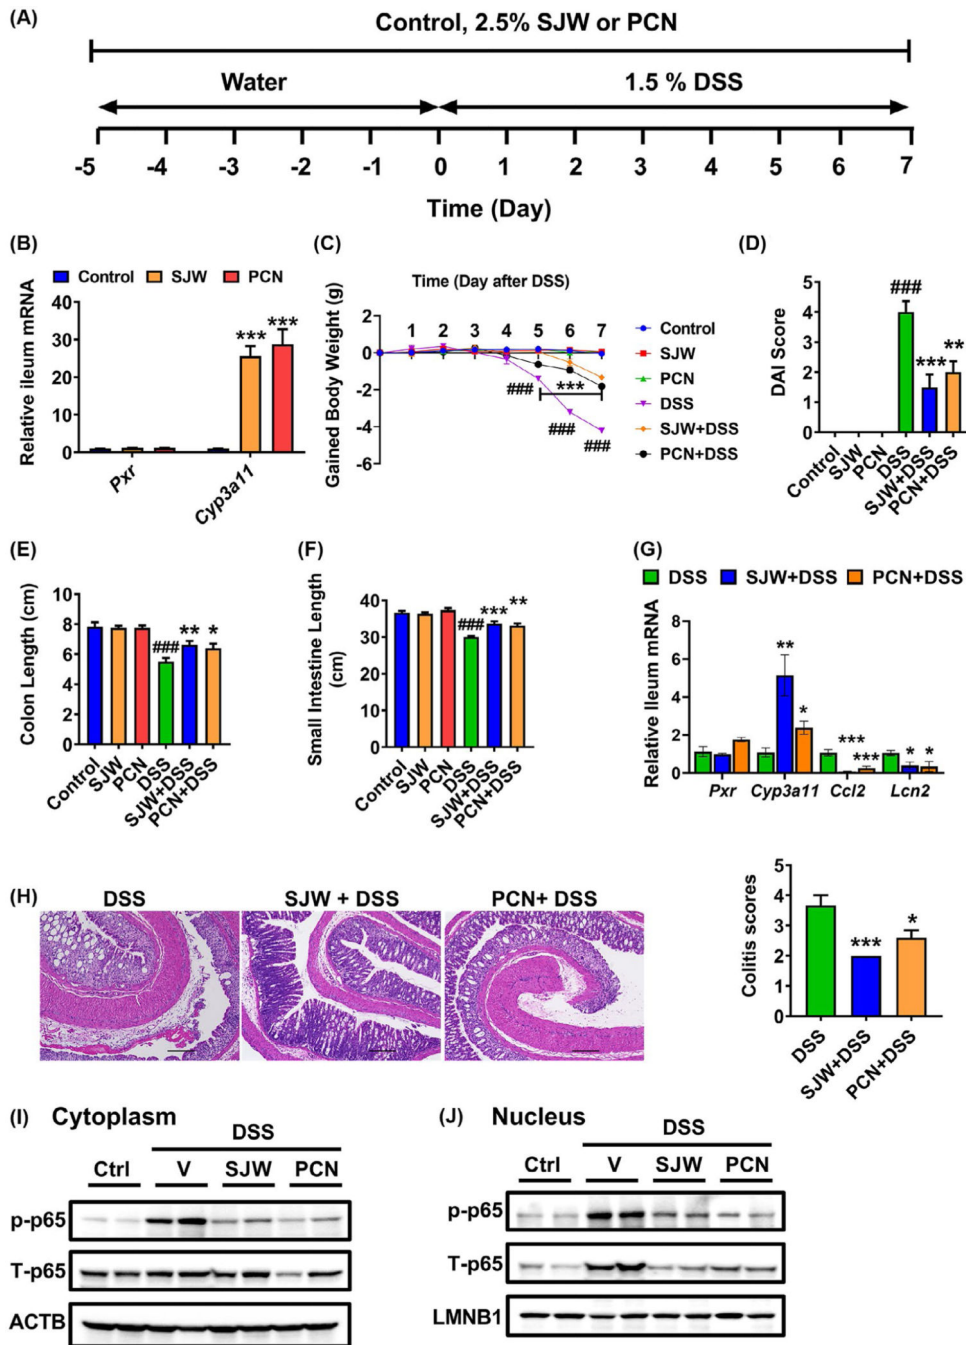 (A)
Control, 2.5% SJW or PCN
Water
1.5 % DSS
-5 -4 -3 -2 -1 0 1 2 3 4 5 6 7
Time (Day)
(B)
Control SJW PCN
Relative ileum mRNA
40
30
20
10
0
*** ***
Pxr
Cyp3a11
(C)
Time (Day after DSS)
Gained Body Weight (g)
2
0
-2
-4
-6
1 2 3 4 5 6 7
###
***
###
###
Control
SJW
PCN
DSS
SJW+DSS
PCN+DSS
(D)
DAI Score
5
4
3
2
1
0
###
***
**
Control
SJW
PCN
DSS
SJW+DSS
PCN+DSS
(E)
Colon Length (cm)
10
8
6
4
2
0
###
**
*
Control
SJW
PCN
DSS
SJW+DSS
PCN+DSS
(F)
Small Intestine Length
(cm)
40
30
20
10
0
###
***
**
Control
SJW
PCN
DSS
SJW+DSS
PCN+DSS
(G)
DSS SJW+DSS PCN+DSS
Relative Ileum mRNA
8
6
4
2
0
**
*
***
***
* *
Pxr Cyp3a11 Ccl2 Lcn2
(H)
DSS SJW + DSS PCN+ DSS
Colitis scores
5
4
3
2
1
0
***
*
DSS
SJW+DSS
PCN+DSS
(I) Cytoplasm
DSS
Ctrl V SJW PCN
p-p65
T-p65
ACTB
(J) Nucleus
DSS
Ctrl V SJW PCN
p-p65
T-p65
LMNB1